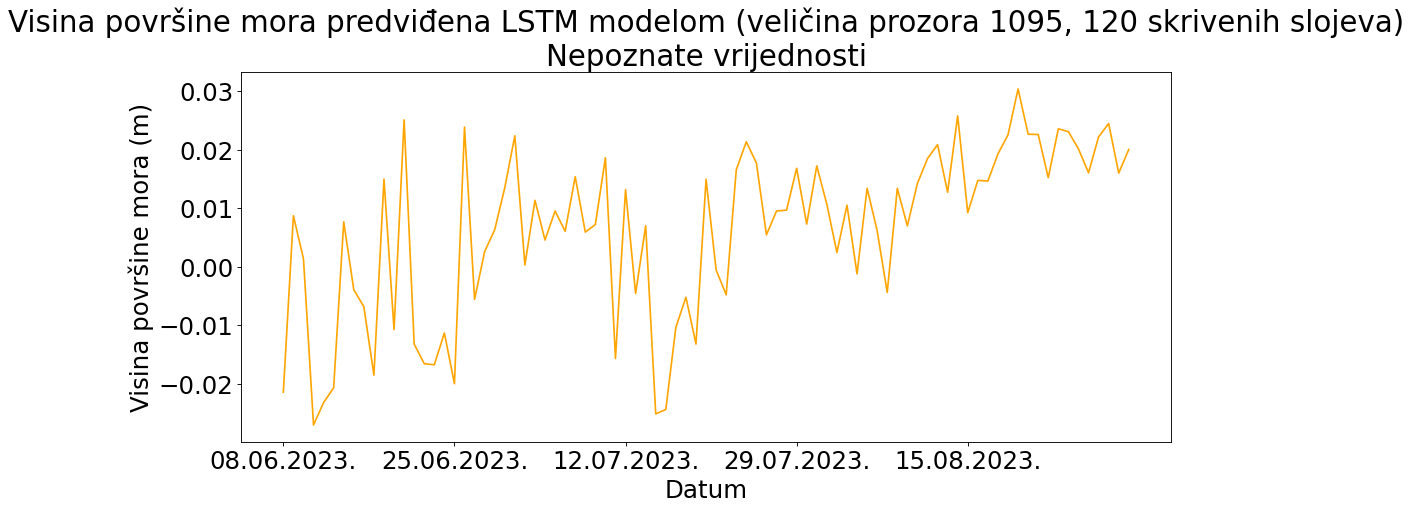 Visina površine mora predviđena LSTM modelom (veličina prozora 1095, 120 skrivenih slojeva)
Nepoznate vrijednosti
Visina površine mora (m)
0.03
0.02
0.01
0.00
−0.01
−0.02
08.06.2023. 25.06.2023. 12.07.2023. 29.07.2023. 15.08.2023.
Datum